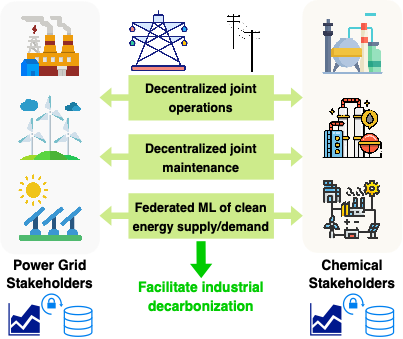 Decentralized joint
operations
Decentralized joint
maintenance
Federated ML of clean
energy supply/demand
Power Grid
Stakeholders
Facilitate industrial
decarbonization
Chemical
Stakeholders